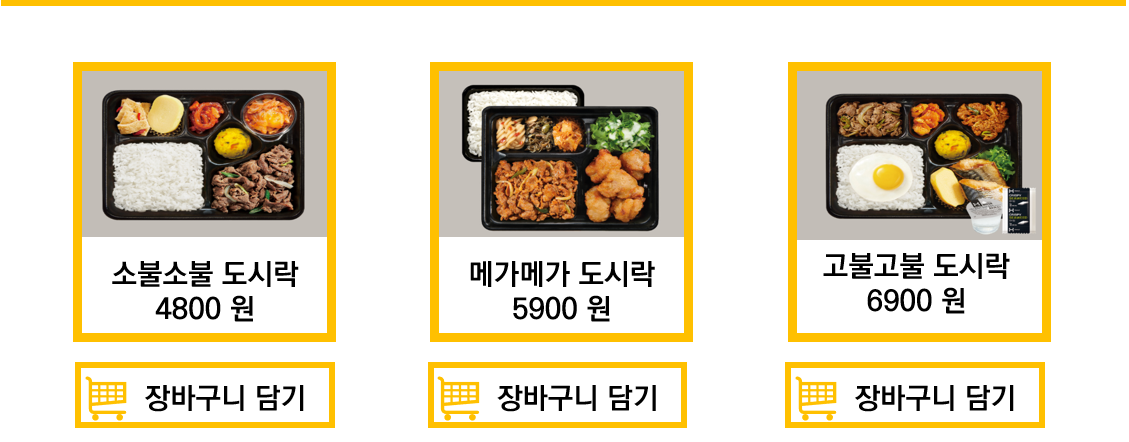 소불소불 도시락
4800 원
메가메가 도시락
5900 원
고불고불 도시락
6900 원
장바구니 담기
장바구니 담기
장바구니 담기